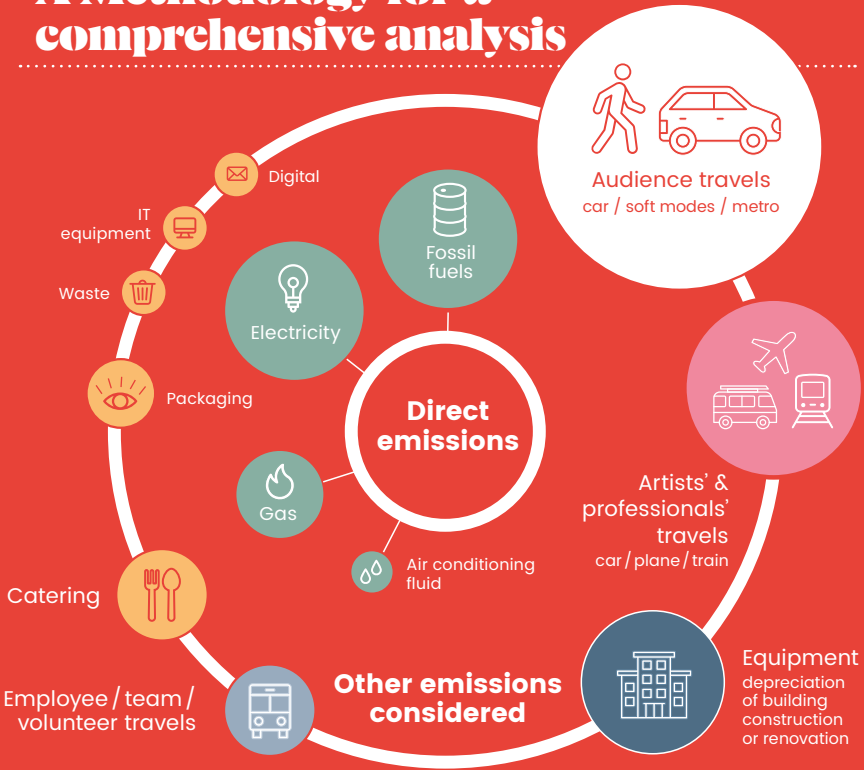 A Methodology for a
comprehensive analysis
Audience travels
car / soft modes / metro
Digital
IT
equipment
Waste
Packaging
Fossil
fuels
Electricity
Direct
emissions
Gas
Air conditioning
fluid
Artists’ &
professionals’
travels
car / plane / train
Catering
Employee / team /
volunteer travels
Other emissions
considered
Equipment
depreciation
of building
construction
or renovation